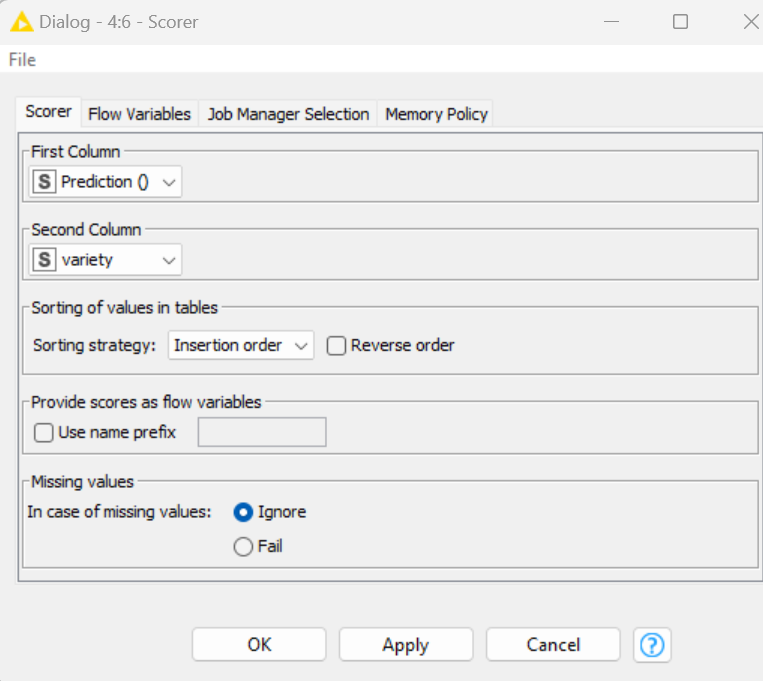 Dialog - 4:6 - Scorer
File
Scorer Flow Variables Job Manager Selection Memory Policy
First Column
S Prediction ()
Second Column
S variety
Sorting of values in tables
Sorting strategy: Insertion order Reverse order
Provide scores as flow variables
Use name prefix
Missing values
In case of missing values: Ignore
Fail
OK Apply Cancel ?